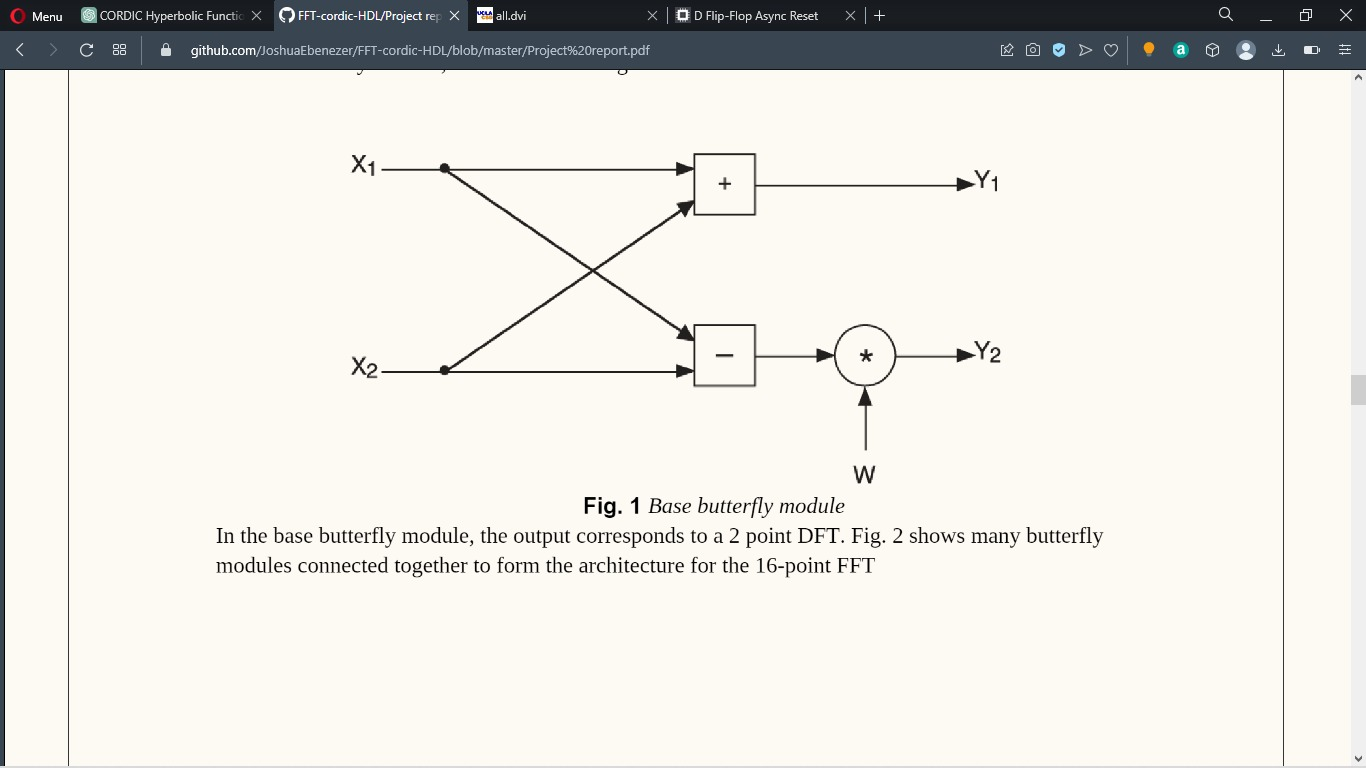 Menu
CORDIC Hyperbolic Functio
FFT-cordic-HDL/Project rep
UCLA
all.dvi
D Flip-Flop Async Reset
github.com/JoshuaEbenezer/FFT-cordic-HDL/blob/master/Project%20report.pdf
a
X1
+
Y1
X2
−
*
Y2
W
Fig. 1 Base butterfly module
In the base butterfly module, the output corresponds to a 2 point DFT. Fig. 2 shows many butterfly
modules connected together to form the architecture for the 16-point FFT